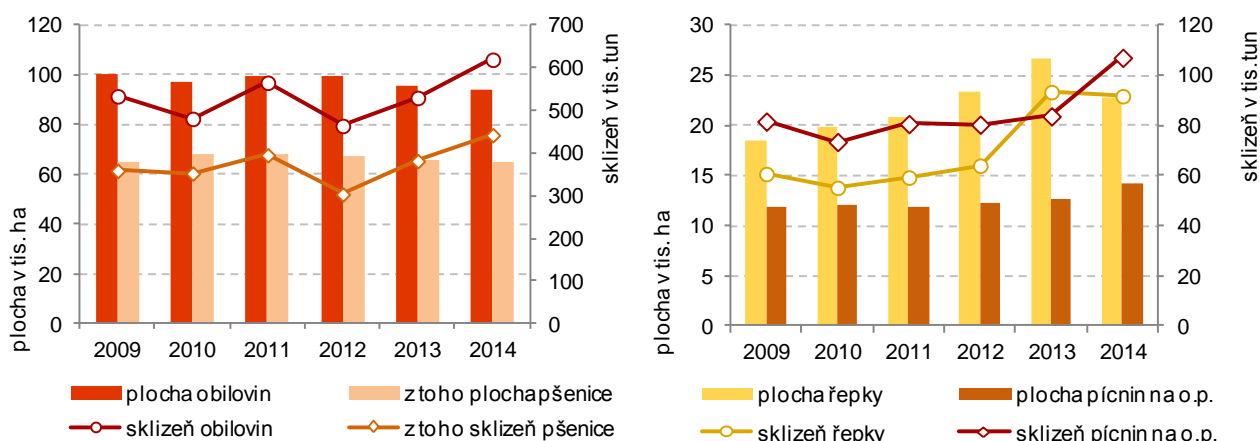 plocha v tis. ha
120
100
80
60
40
20
0
sklizeň v tis. tun
700
600
500
400
300
200
100
0
2009 2010 2011 2012 2013 2014
plocha obilovin z toho plocha pšenice
sklizeň obilovin z toho sklizeň pšenice
plocha v tis. ha
30
25
20
15
10
5
0
sklizeň v tis.tun
120
100
80
60
40
20
0
2009 2010 2011 2012 2013 2014
plocha řepky plocha pícnin na o.p.
sklizeň řepky sklizeň pícnin na o.p.